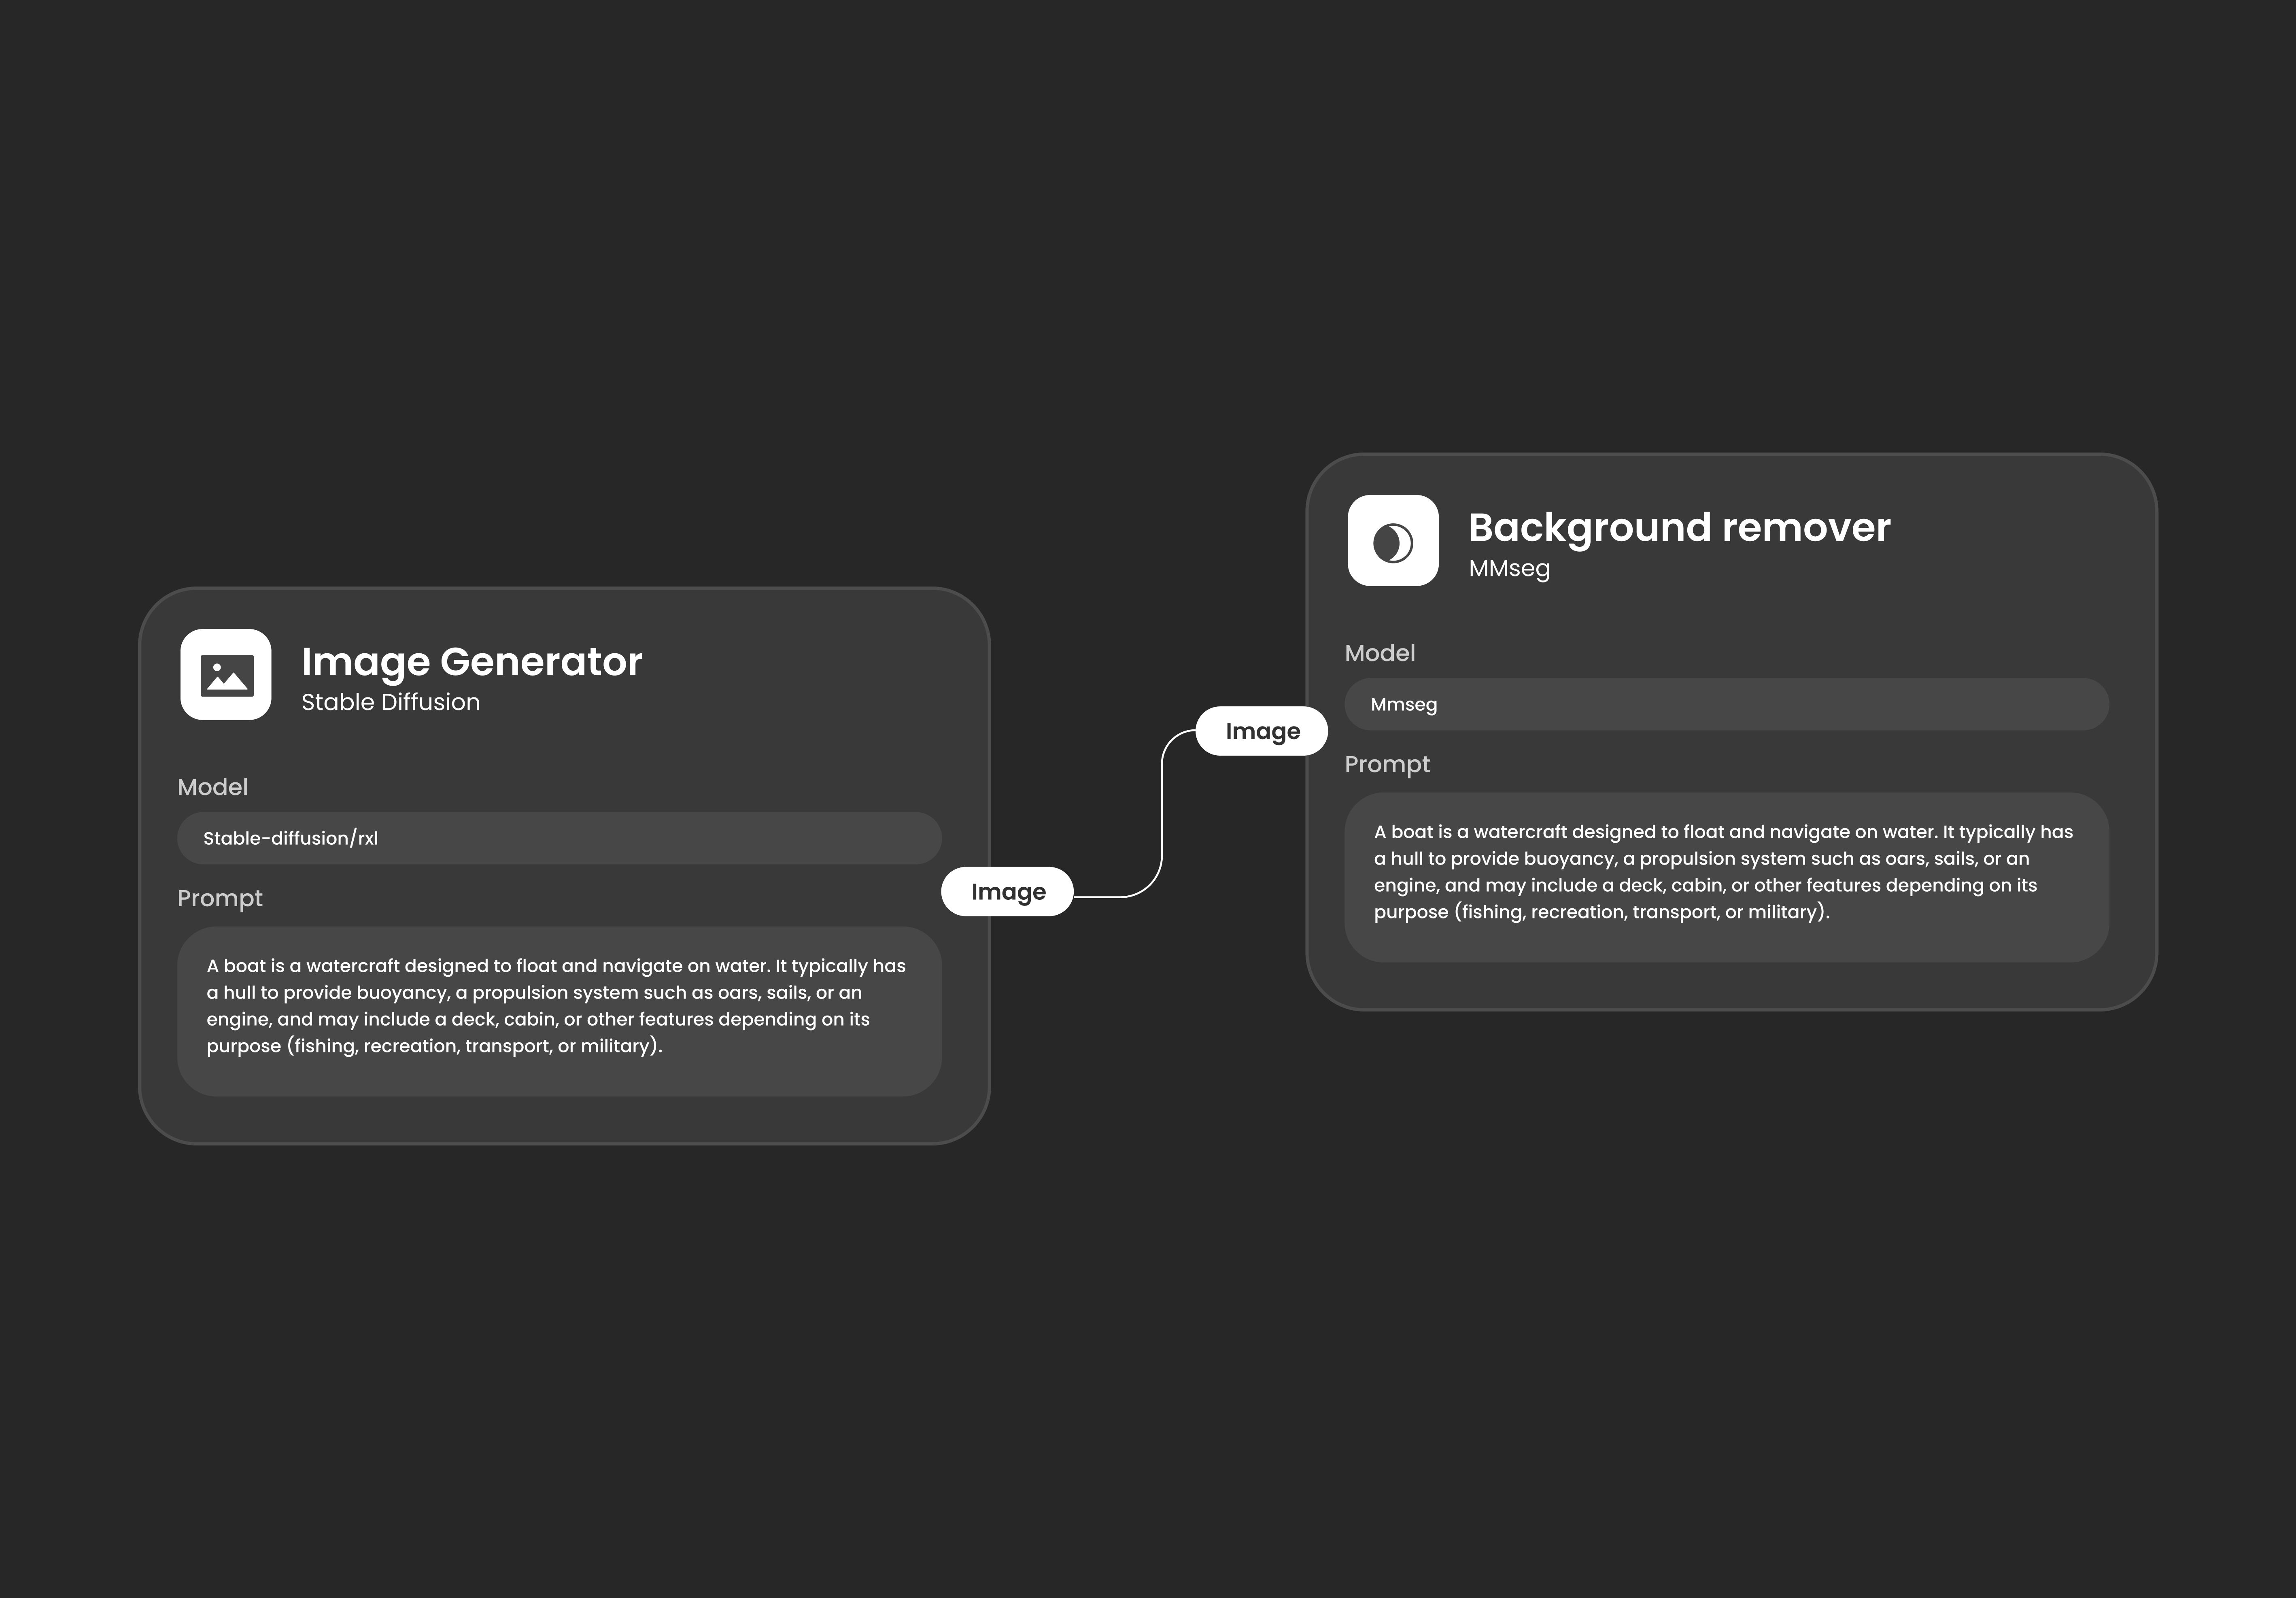 Image Generator
Stable Diffusion
Model
Stable-diffusion/rxl
Prompt
A boat is a watercraft designed to float and navigate on water. It typically has
a hull to provide buoyancy, a propulsion system such as oars, sails, or an
engine, and may include a deck, cabin, or other features depending on its
purpose (fishing, recreation, transport, or military).
Image
Image
Background remover
MMseg
Model
Mmseg
Prompt
A boat is a watercraft designed to float and navigate on water. It typically has
a hull to provide buoyancy, a propulsion system such as oars, sails, or an
engine, and may include a deck, cabin, or other features depending on its
purpose (fishing, recreation, transport, or military).